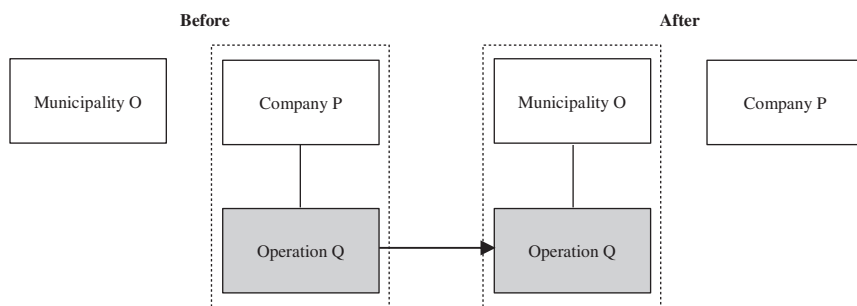 Before
After
Municipality O
Company P
Municipality O
Company P
Operation Q
Operation Q